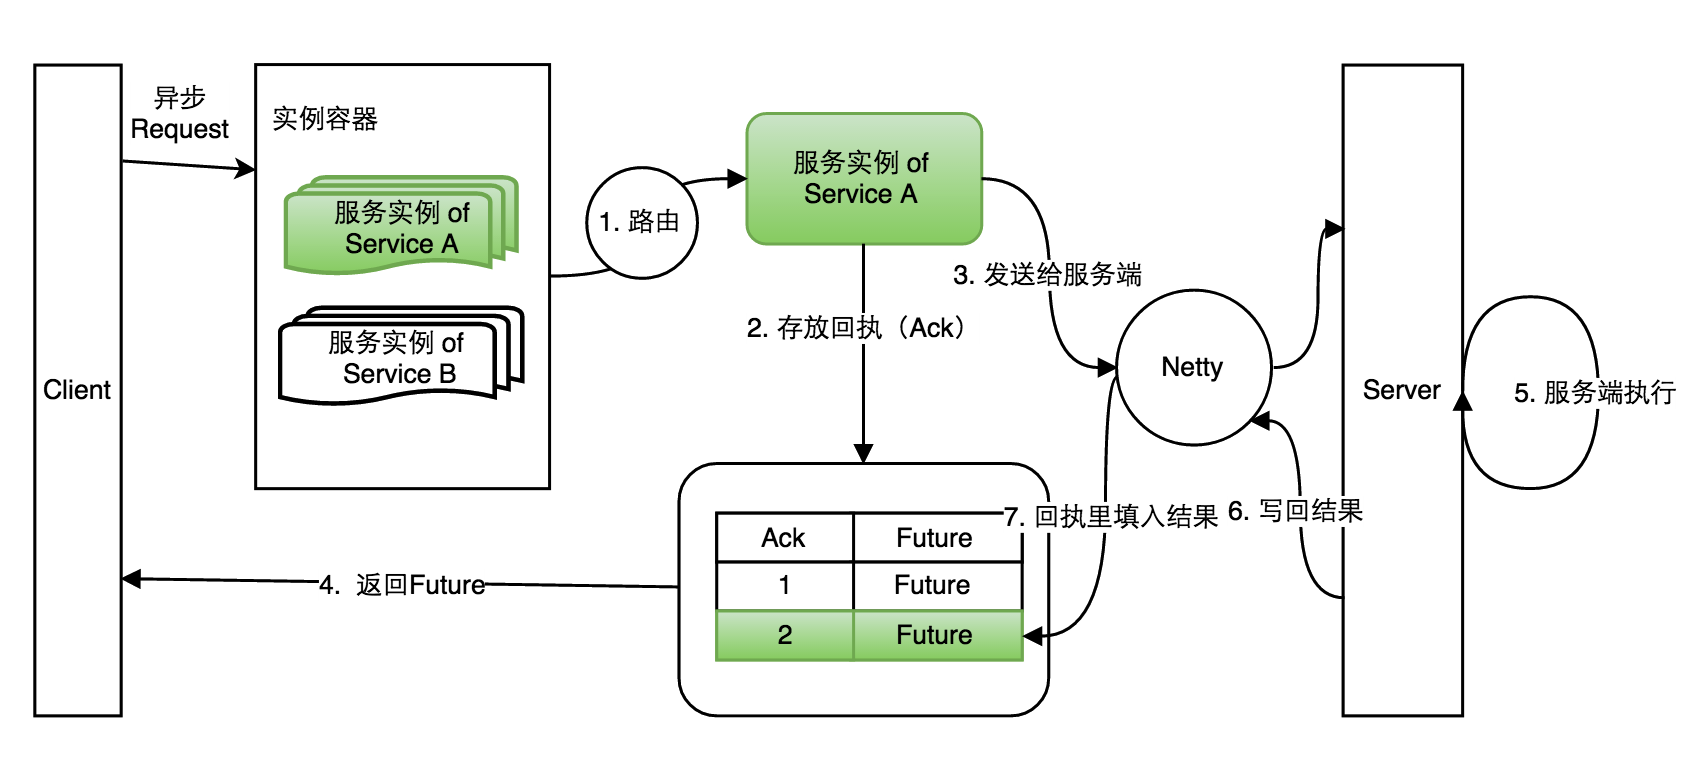 Client
异步
Request
实例容器
服务实例 of
Service A
服务实例 of
Service B
1. 路由
服务实例 of
Service A
2. 存放回执（Ack）
3. 发送给服务端
Netty
Server
5. 服务端执行
6. 写回结果
7. 回执里填入结果
Ack Future
1 Future
2 Future
4. 返回Future